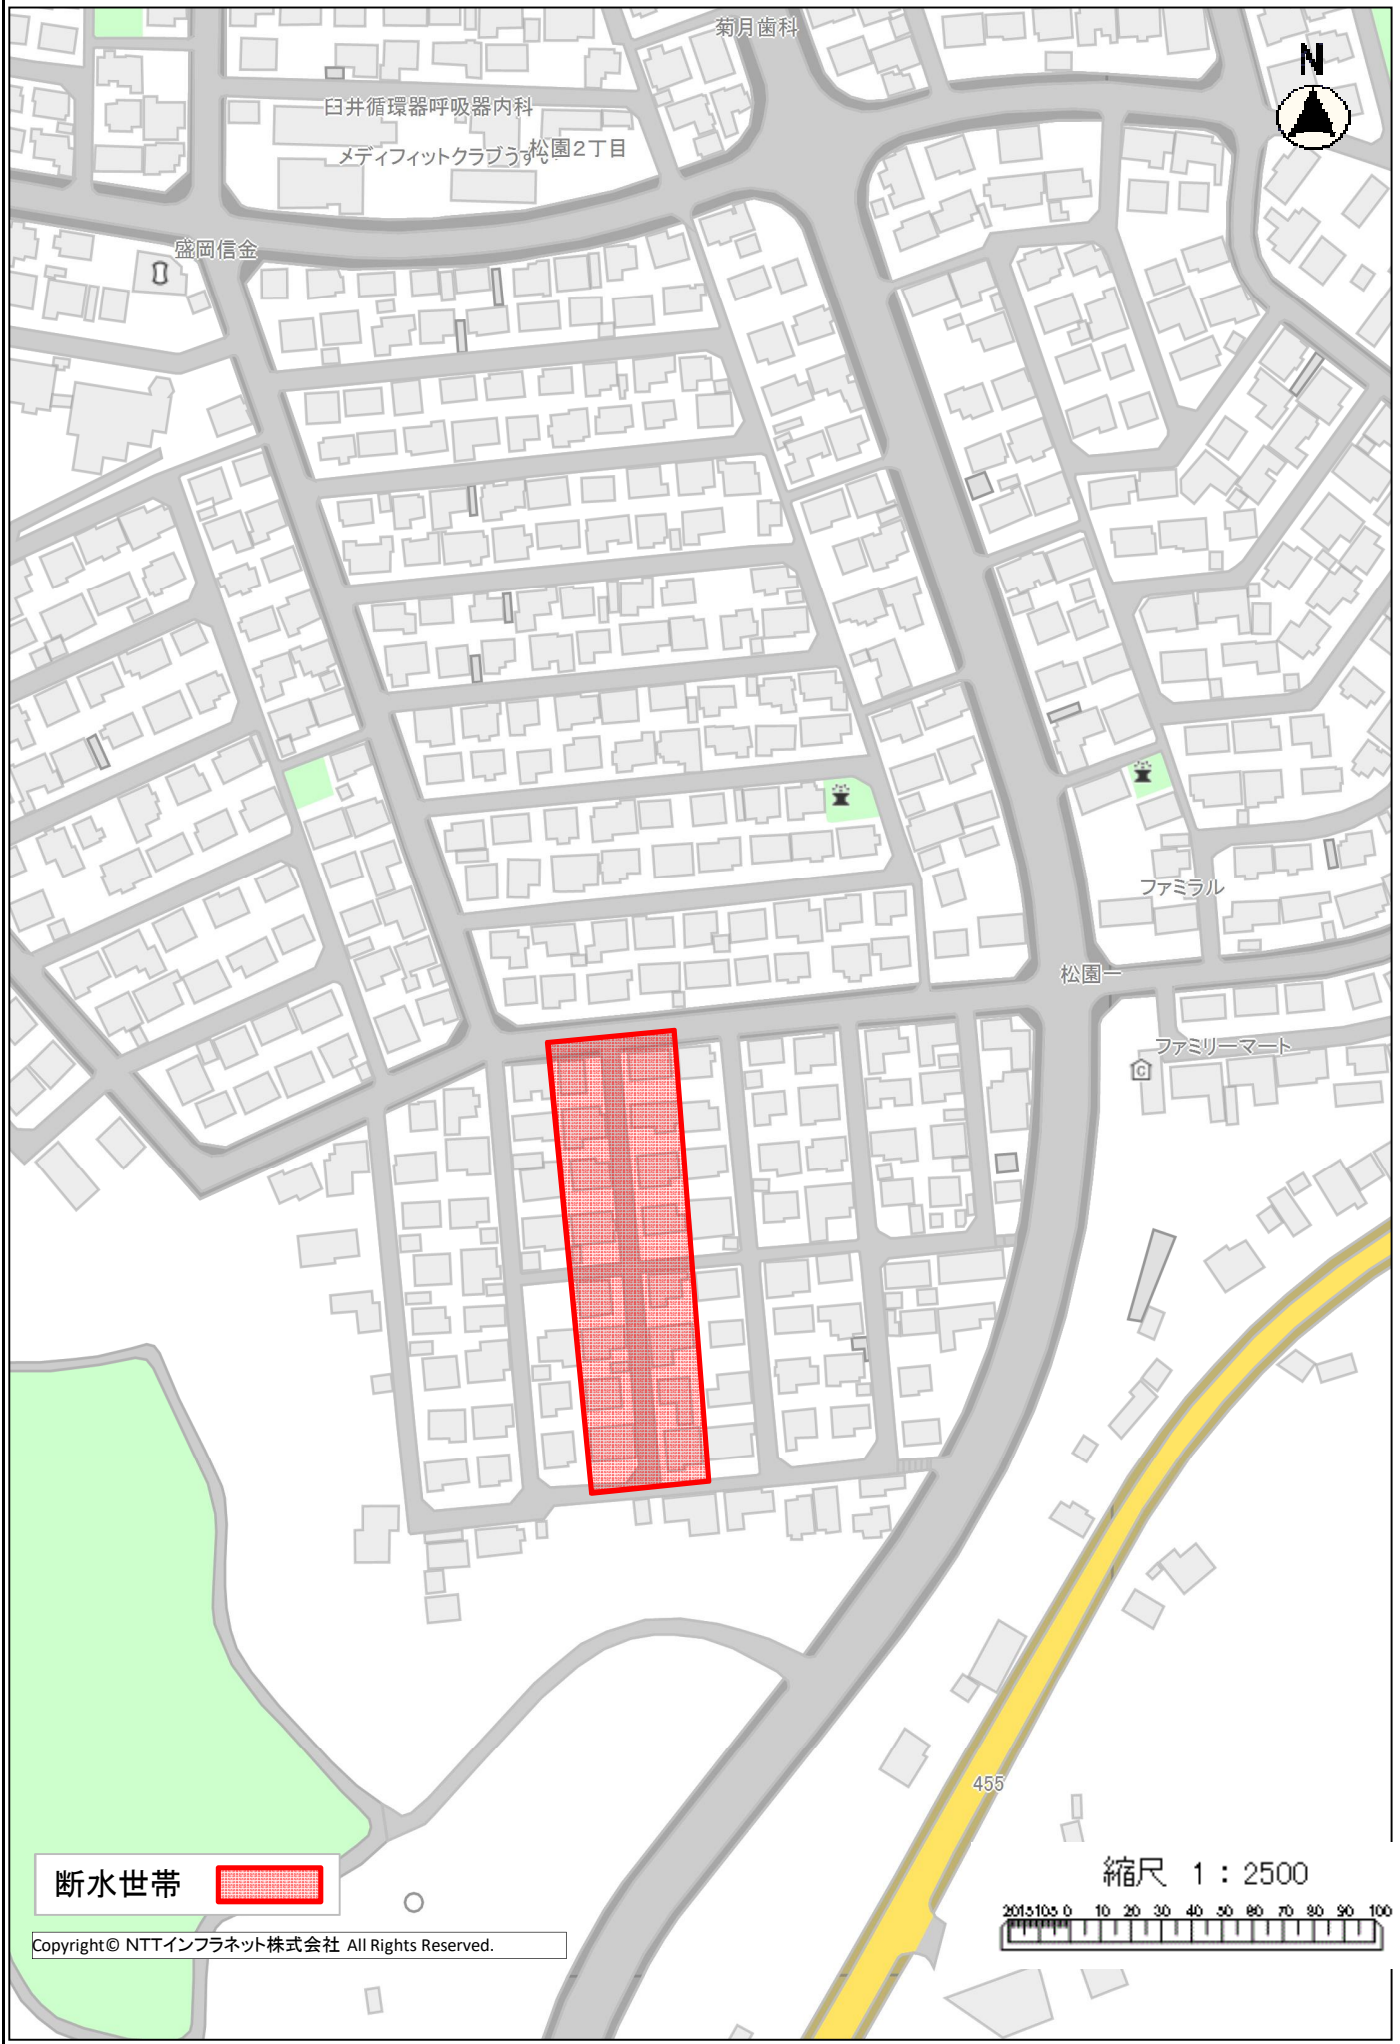 菊月歯科
N
臼井循環器呼吸器内科
松園2丁目
メディフィットクラブうすい
盛岡信金
ファミラル
松園一
ファミリーマート
C
455
断水世帯
縮尺 1:2500
20 15 10 5 0 10 20 30 40 50 60 70 80 90 100
Copyright© NTTインフラネット株式会社 All Rights Reserved.